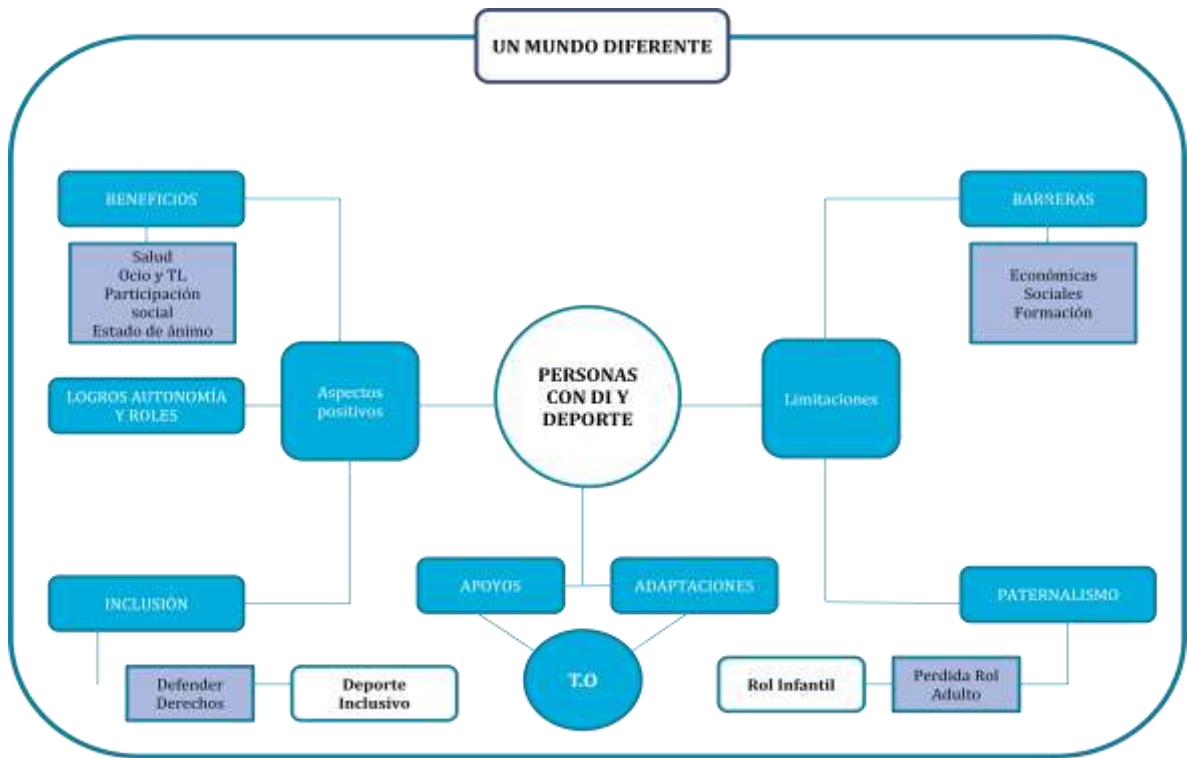 UN MUNDO DIFERENTE
BENEFICIOS
Salud
Ocio y TL
Participación
social
Estado de ánimo
LOGROS AUTONOMÍA
Y ROLES
Aspectos
positivos
INCLUSIÓN
Defender
Derechos
Deporte
Inclusivo
PERSONAS
CON DI Y
DEPORTE
APOYOS
ADAPTACIONES
T.O
BARRERAS
Económicas
Sociales
Formación
Limitaciones
PATERNALISMO
Rol Infantil
Perdida Rol
Adulto